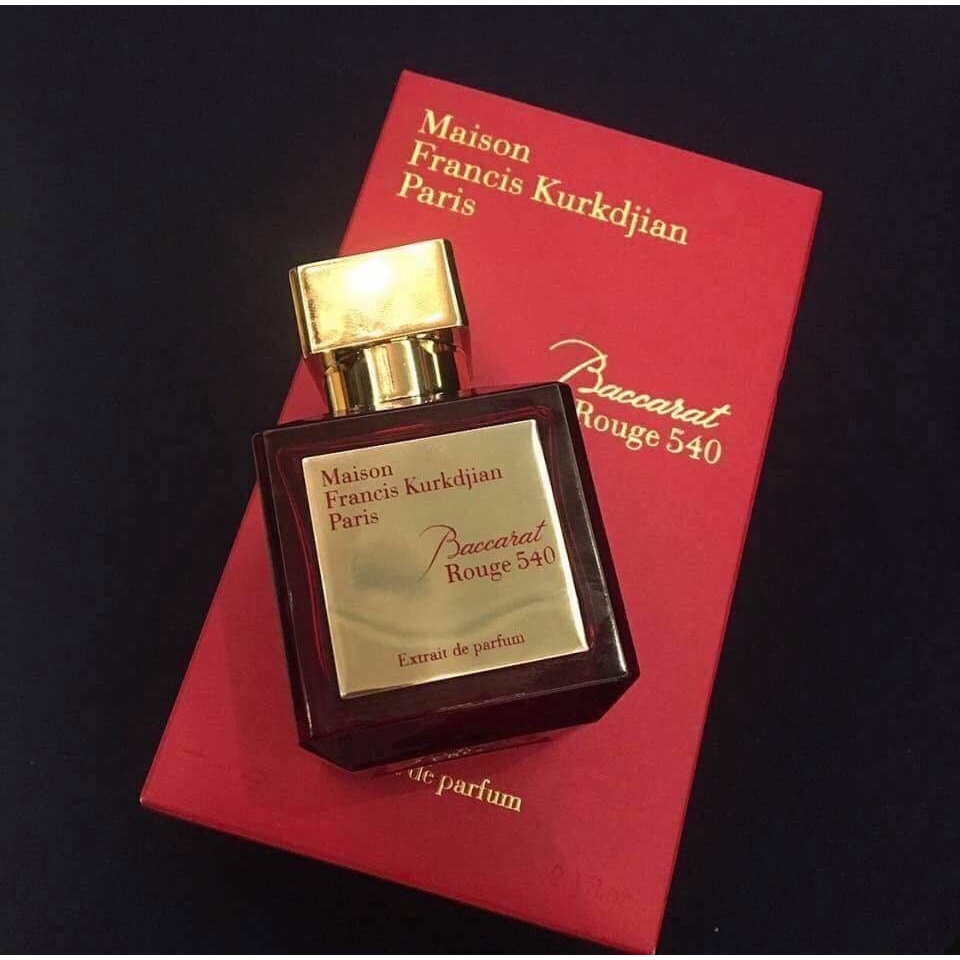 Maison
Francis Kurkdjian
Paris
Baccarat
Rouge 540
de parfum
Maison
Francis Kurkdjian
Paris
Baccarat
Rouge 540
Extrait de parfum